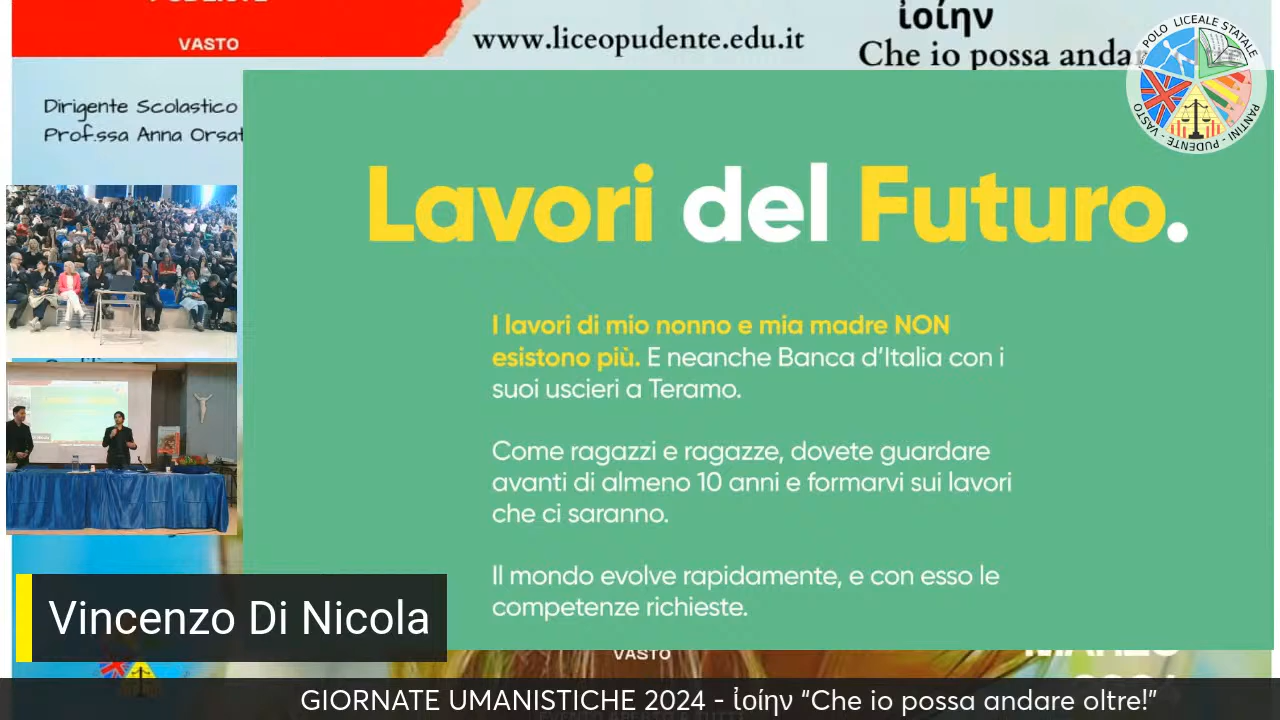 VASTO
www.liceopudente.edu.it
ἰοίην
Che io possa andar
POLO LICEALE STATALE
PANTINI - PUDENTE - VASTO
Dirigente Scolastico
Prof.ssa Anna Orsat
Lavori del Futuro.
I lavori di mio nonno e mia madre NON
esistono più. E neanche Banca d'Italia con i
suoi uscieri a Teramo.
Come ragazzi e ragazze, dovete guardare
avanti di almeno 10 anni e formarvi sui lavori
che ci saranno.
Il mondo evolve rapidamente, e con esso le
competenze richieste.
Vincenzo Di Nicola
VASTO
GIORNATE UMANISTICHE 2024 - ἰοίην “Che io possa andare oltre!”